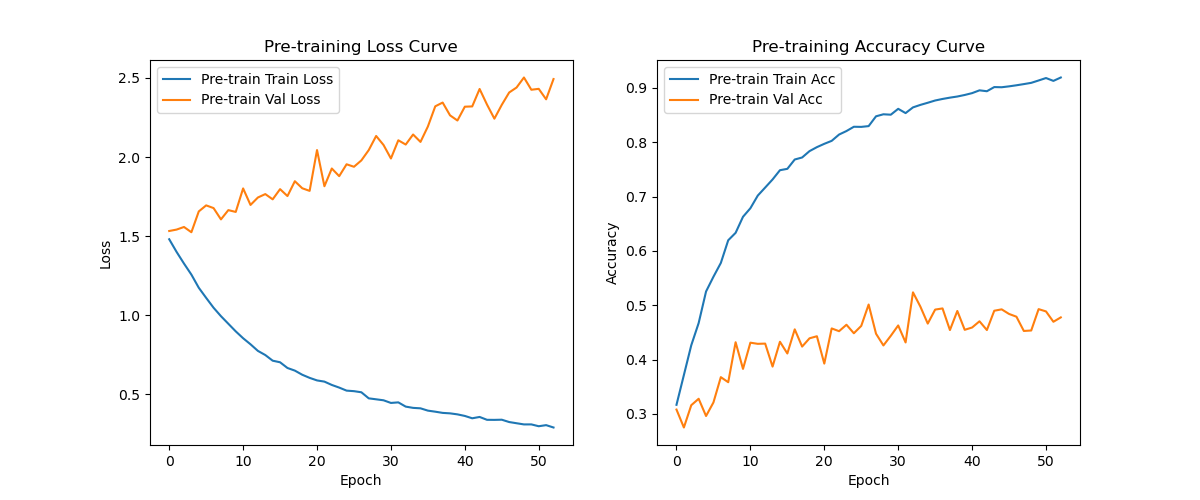 Pre-training Loss Curve
Pre-train Train Loss
Pre-train Val Loss
2.5
2.0
1.5
1.0
0.5
Loss
0
10
20
30
40
50
Epoch
Pre-training Accuracy Curve
Pre-train Train Acc
Pre-train Val Acc
0.9
0.8
0.7
0.6
0.5
0.4
0.3
Accuracy
0
10
20
30
40
50
Epoch